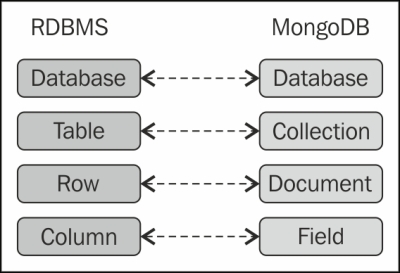 RDBMS MongoDB
Database Database
Table Collection
Row Document
Column Field